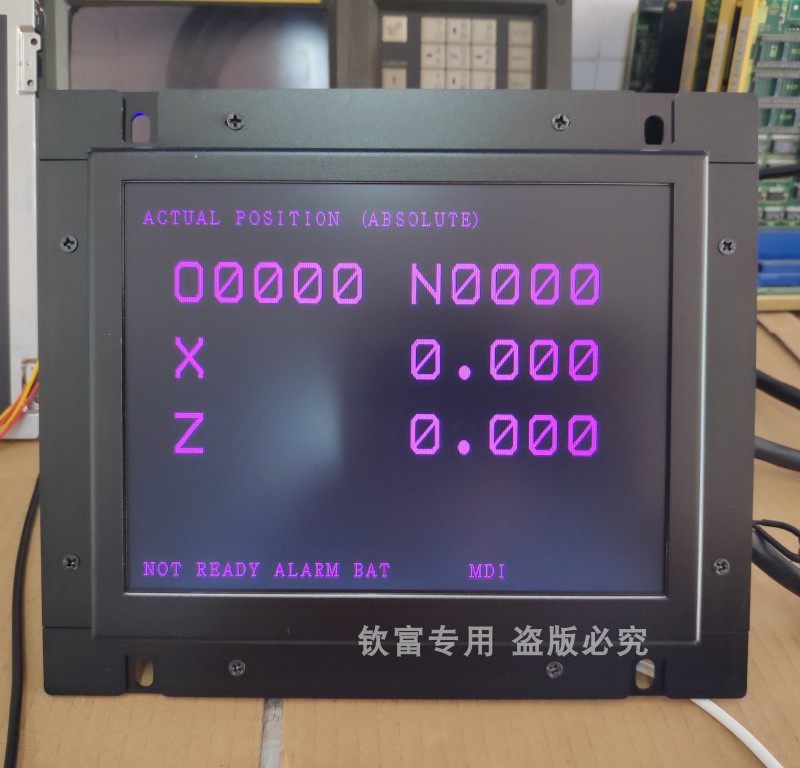 ACTUAL POSITION (ABSOLUTE)
O0000 N0000
X 0.000
Z 0.000
NOT READY ALARM BAT MDI
钦富专用 盗版必究